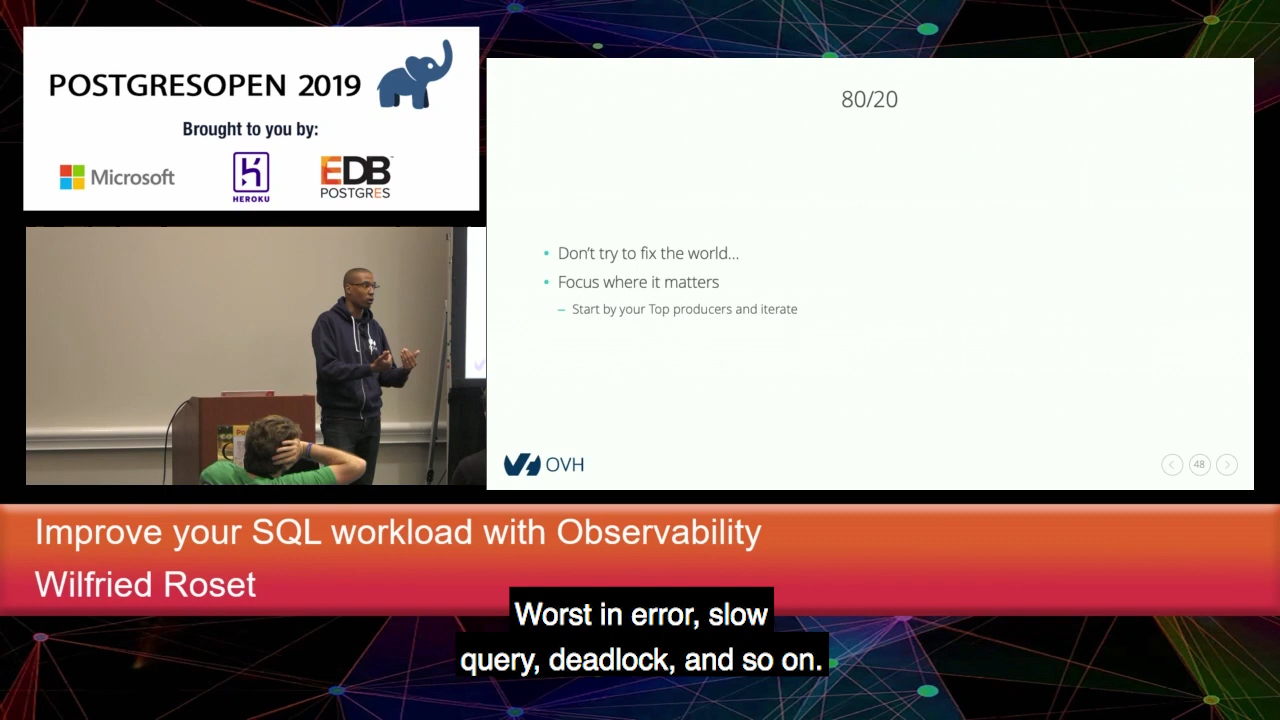 POSTGRESOPEN 2019
Brought to you by:
Microsoft
HEROKU
EDB
POSTGRES
80/20
• Don't try to fix the world...
• Focus where it matters
– Start by your Top producers and iterate
OVH
48
Improve your SQL workload with Observability
Wilfried Roset
Worst in error, slow
query, deadlock, and so on.